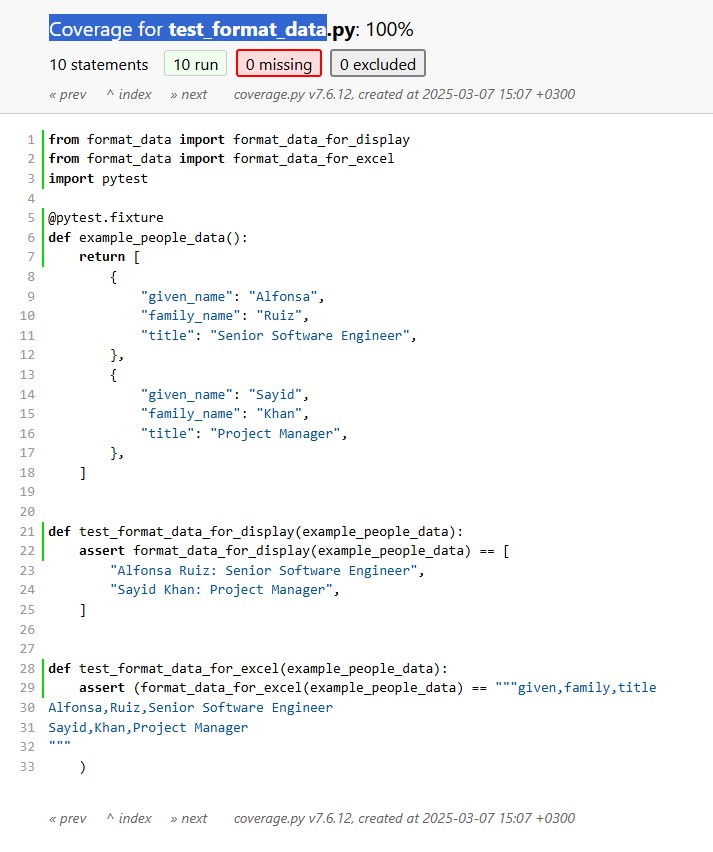 Coverage for test_format_data.py: 100%
10 statements 10 run 0 missing 0 excluded
« prev ^ index » next coverage.py v7.6.12, created at 2025-03-07 15:07 +0300
1 from format_data import format_data_for_display
2 from format_data import format_data_for_excel
3 import pytest
4
5 @pytest.fixture
6 def example_people_data():
7     return [
8         {
9             "given_name": "Alfonsa",
10             "family_name": "Ruiz",
11             "title": "Senior Software Engineer",
12         },
13         {
14             "given_name": "Sayid",
15             "family_name": "Khan",
16             "title": "Project Manager",
17         },
18     ]
19
20
21 def test_format_data_for_display(example_people_data):
22     assert format_data_for_display(example_people_data) == [
23         "Alfonsa Ruiz: Senior Software Engineer",
24         "Sayid Khan: Project Manager",
25     ]
26
27
28 def test_format_data_for_excel(example_people_data):
29     assert (format_data_for_excel(example_people_data) == """given,family,title
30 Alfonsa,Ruiz,Senior Software Engineer
31 Sayid,Khan,Project Manager
32 """
33     )
« prev ^ index » next coverage.py v7.6.12, created at 2025-03-07 15:07 +0300